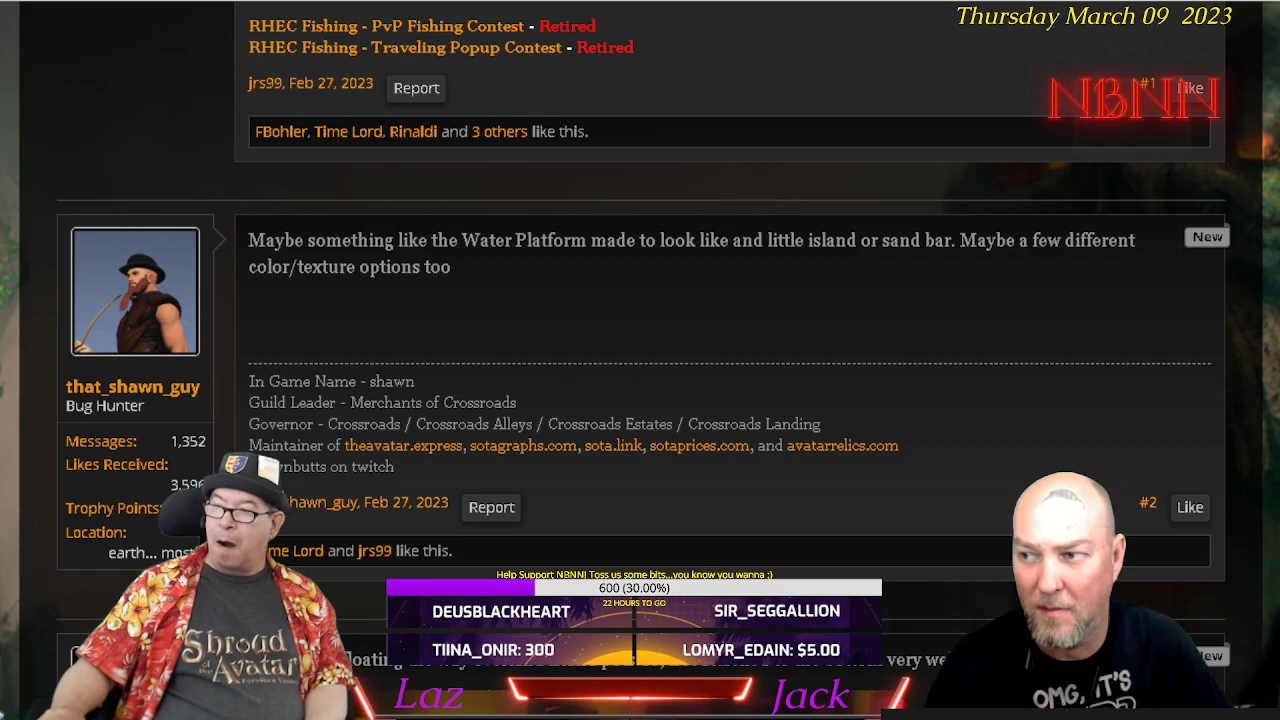 RHEC Fishing - PvP Fishing Contest - Retired
RHEC Fishing - Traveling Popup Contest - Retired
Thursday March 09 2023
jrs99, Feb 27, 2023 Report
#1 Like
NBNN
FBohler, Time Lord, Rinaldi and 3 others like this.
Maybe something like the Water Platform made to look like and little island or sand bar. Maybe a few different
color/texture options too
New
that_shawn_guy
Bug Hunter
Messages: 1,352
Likes Received:
3,596
Trophy Points:
Location:
earth...
In Game Name - shawn
Guild Leader - Merchants of Crossroads
Governor - Crossroads / Crossroads Alleys / Crossroads Estates / Crossroads Landing
Maintainer of theavatar.express, sotagraphs.com, sota.link, sotaprices.com, and avatarrelics.com
on twitch
shawn_guy, Feb 27, 2023 Report
#2 Like
Lord and jrs99 like this.
Help Support NBNN! Toss us some bits...you know you wanna :)
600 (30.00%)
22 HOURS TO GO
DEUSBLACKHEART SIR_SEGGALLION
TIINA_ONIR: 300 LOMYR_EDAIN: $5.00
very
Laz Jack
Shroud
of the
Avatar
OMG, IT'S